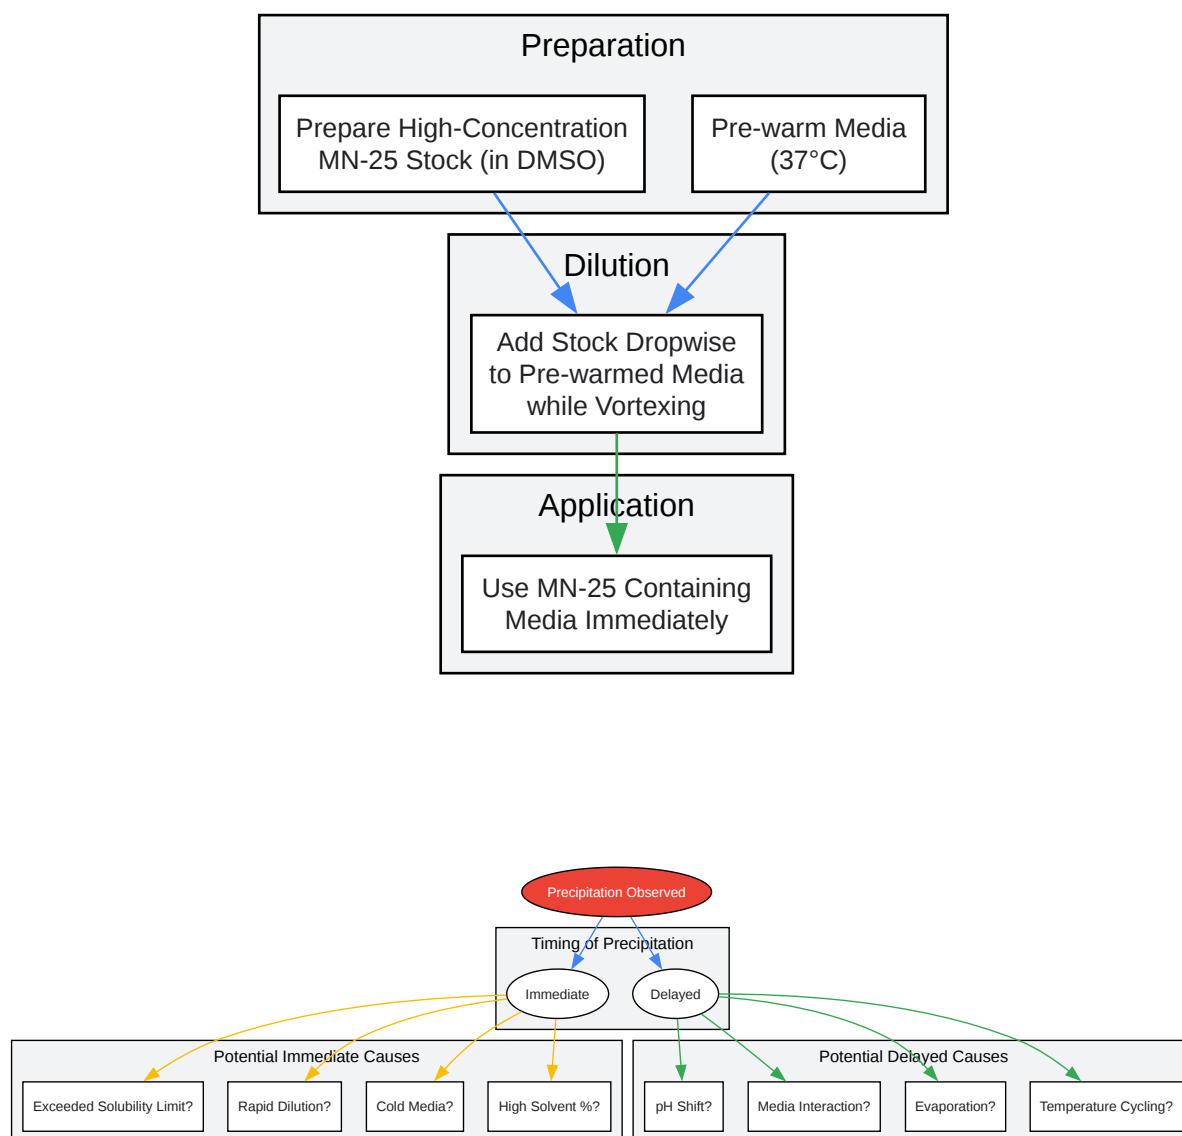 Preparation
Prepare High-Concentration
MN-25 Stock (in DMSO)
Pre-warm Media
(37°C)
Dilution
Add Stock Dropwise
to Pre-warmed Media
while Vortexing
Application
Use MN-25 Containing
Media Immediately
Precipitation Observed
Timing of Precipitation
Immediate
Delayed
Potential Immediate Causes
Exceeded Solubility Limit?
Rapid Dilution?
Cold Media?
High Solvent %?
Potential Delayed Causes
pH Shift?
Media Interaction?
Evaporation?
Temperature Cycling?